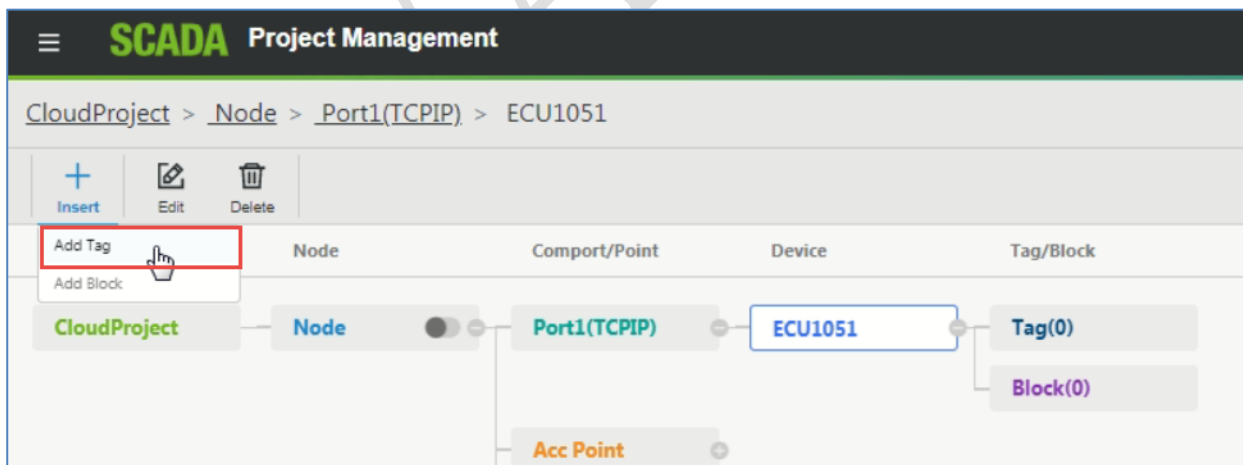 SCADA Project Management
CloudProject > Node > Port1(TCPIP) > ECU1051
Insert Edit Delete
Add Tag
Node Comport/Point Device Tag/Block
Add Block
CloudProject Node Port1(TCPIP) ECU1051 Tag(0)
Block(0)
Acc Point